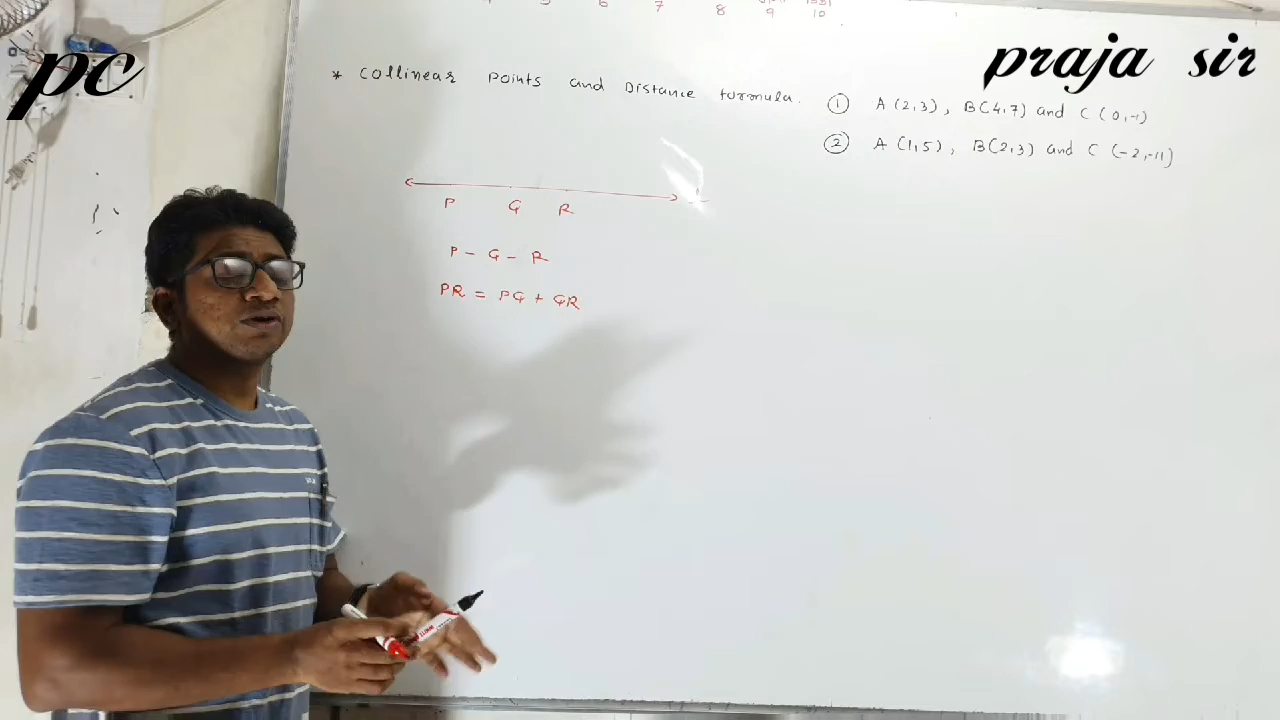 7 8 9 10
pc
praja sir
* Collinear Points and Distance formula.
① A(2,3), B(4,7) and C(0,-1)
② A(1,5), B(2,3) and C(-2,-11)
P Q R
P - Q - R
PR = PQ + QR